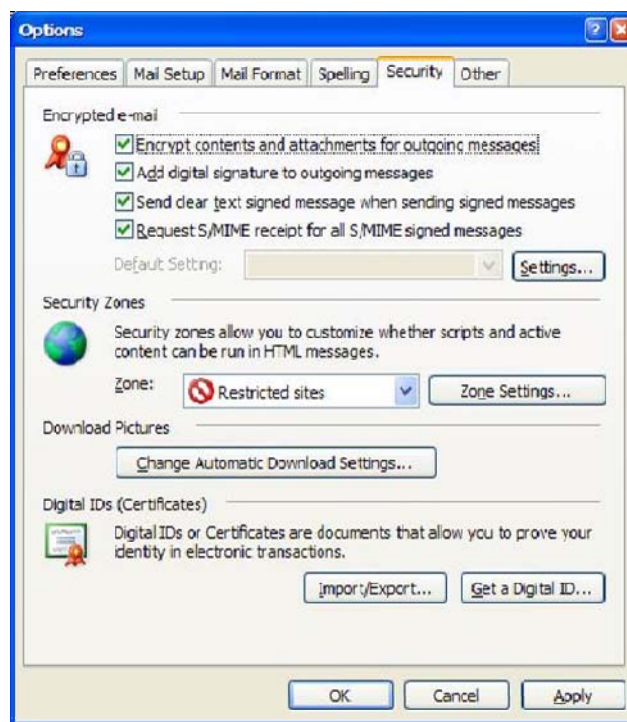 Options
Preferences Mail Setup Mail Format Spelling Security Other
Encrypted e-mail
Encrypt contents and attachments for outgoing messages
Add digital signature to outgoing messages
Send clear text signed message when sending signed messages
Request S/MIME receipt for all S/MIME signed messages
Default Setting: Settings...
Security Zones
Security zones allow you to customize whether scripts and active
content can be run in HTML messages.
Zone: Restricted sites Zone Settings...
Download Pictures
Change Automatic Download Settings...
Digital IDs (Certificates)
Digital IDs or Certificates are documents that allow you to prove your
identity in electronic transactions.
Import/Export... Get a Digital ID...
OK Cancel Apply